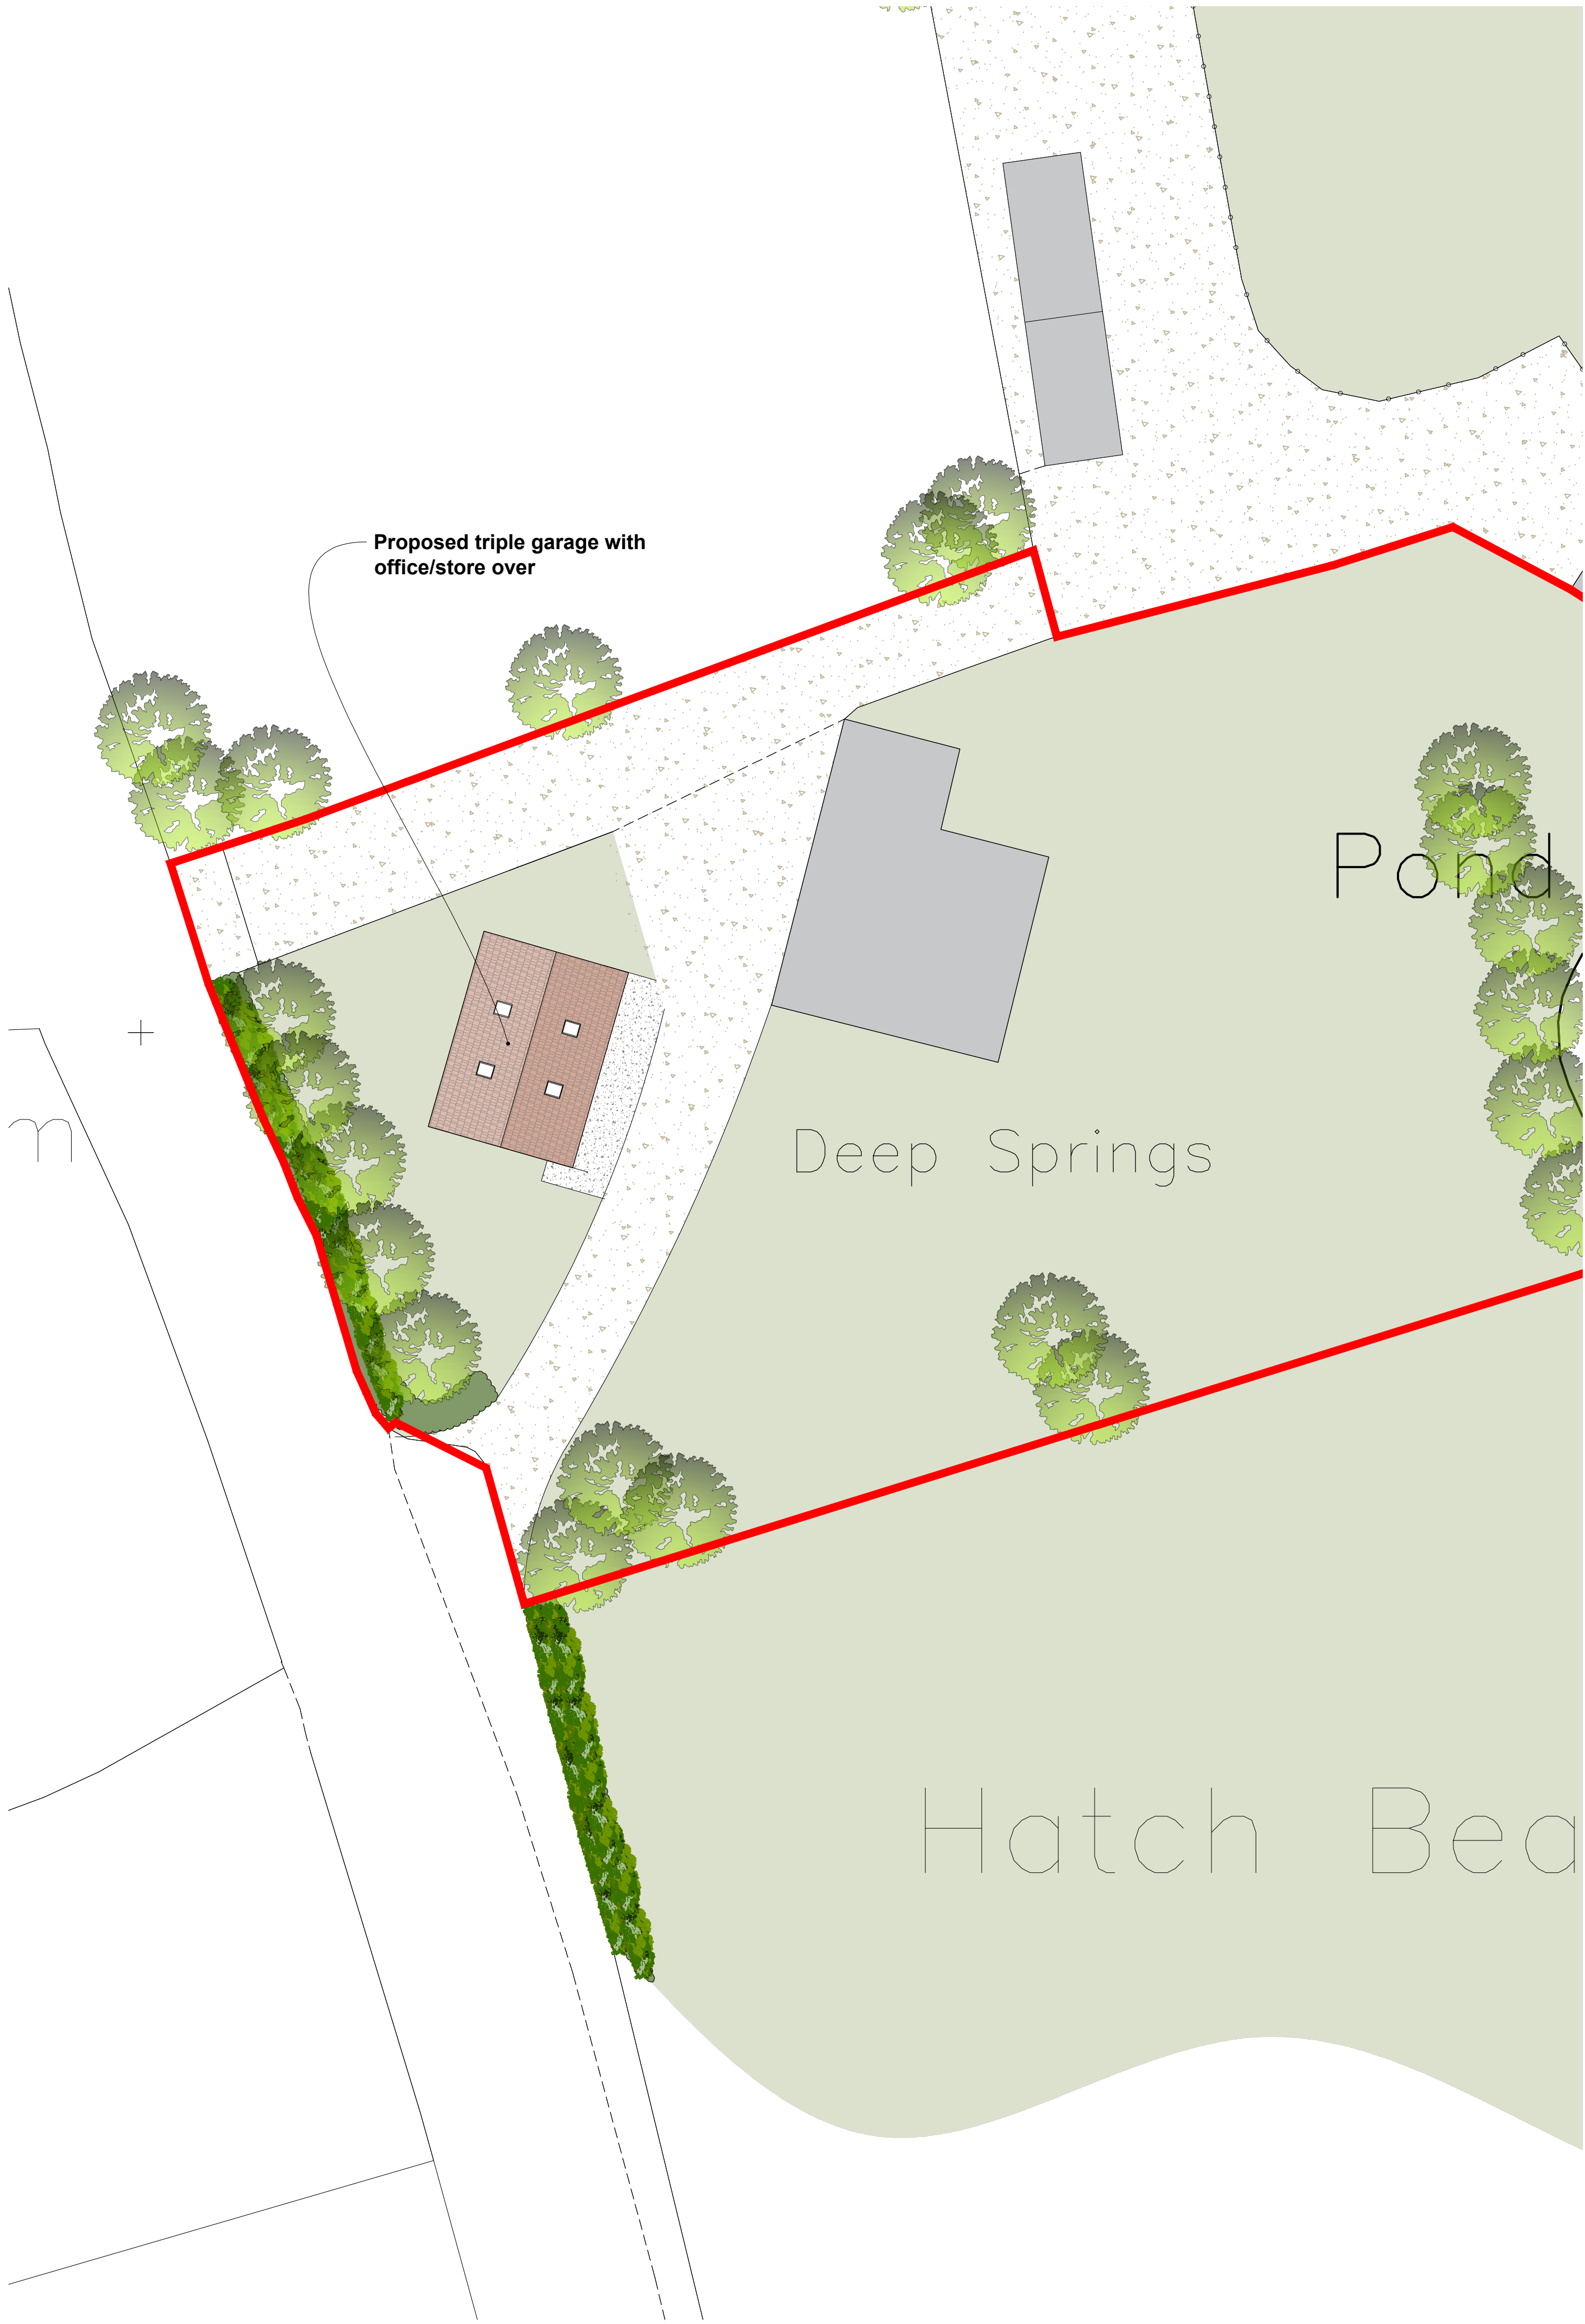 Proposed triple garage with
office/store over
Pond
m
Deep Springs
Hatch Bea